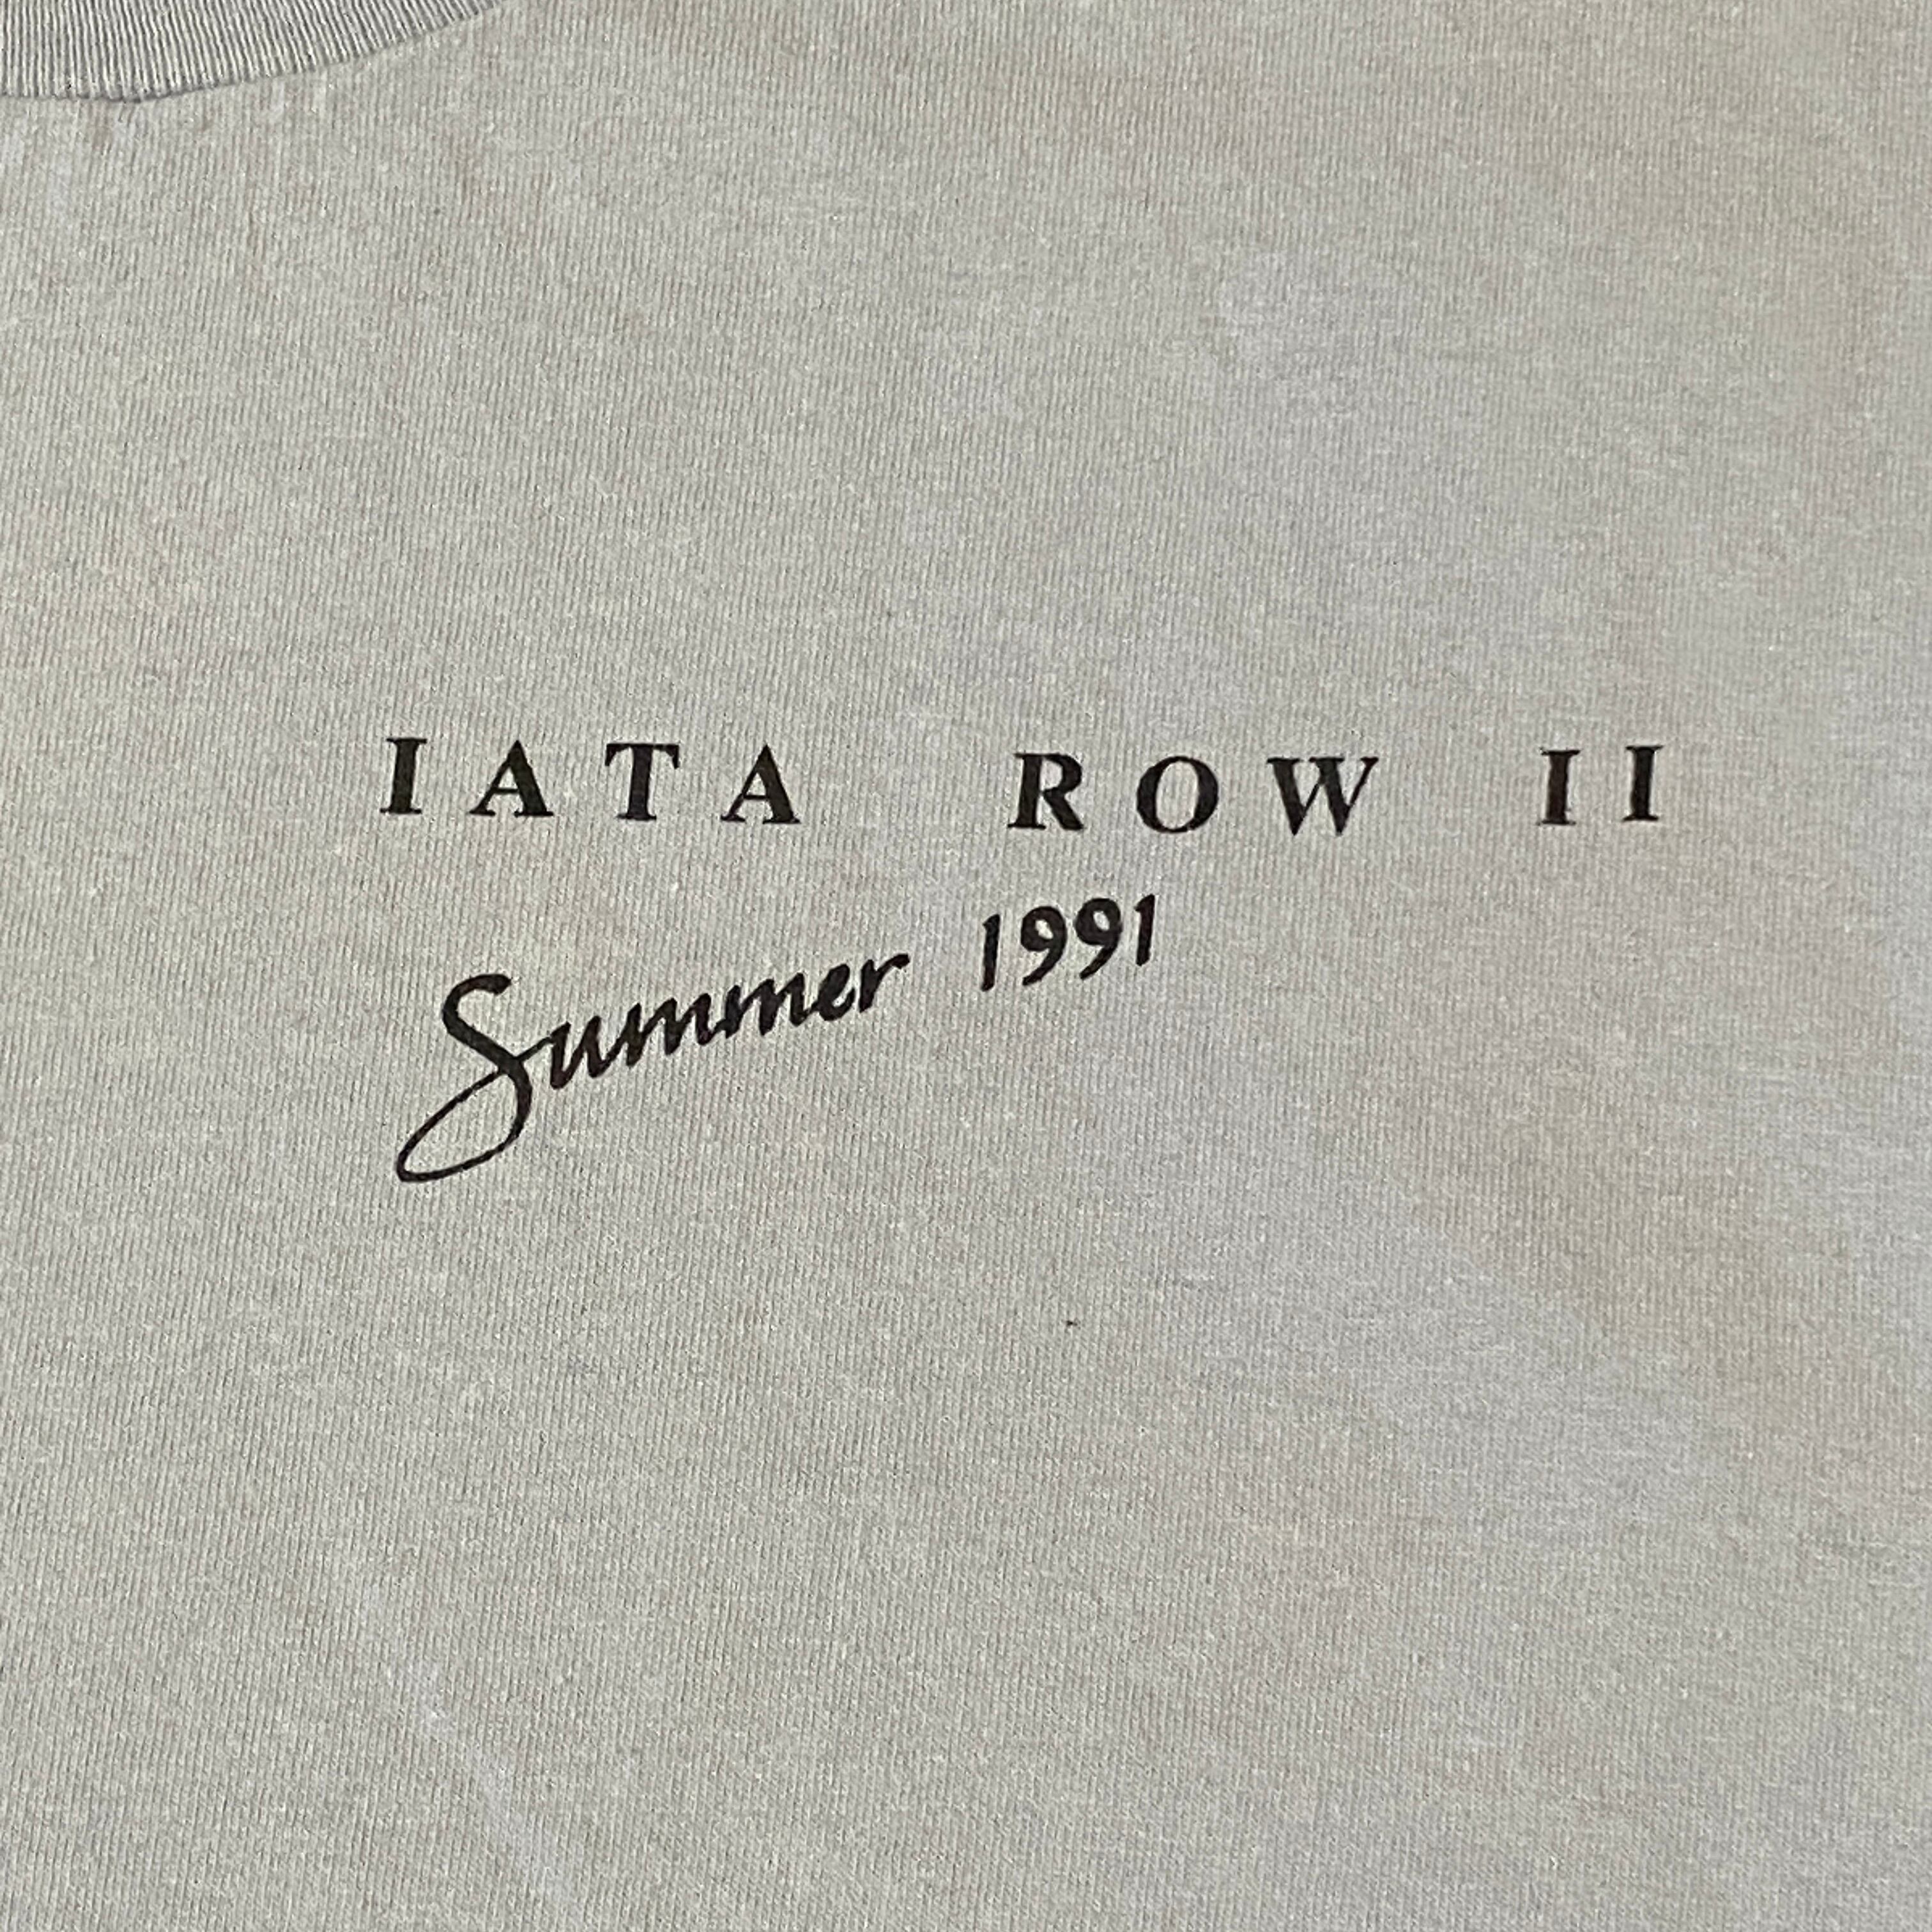 IATA ROW II
Summer 1991